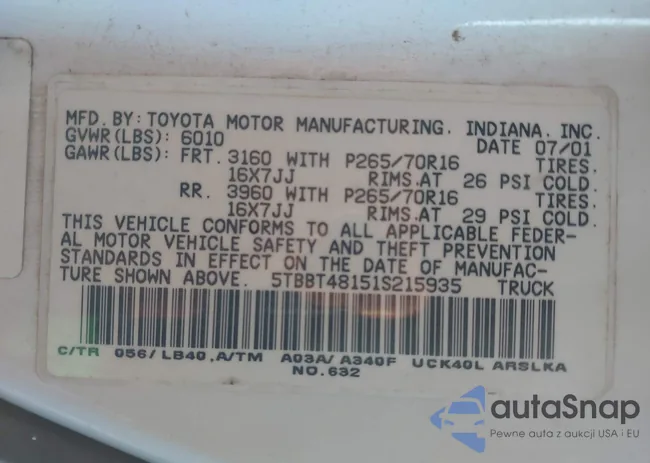 MFD. BY: TOYOTA MOTOR MANUFACTURING. INDIANA. INC.
GVWR(LBS): 6010 DATE 07/01
GAWR(LBS): FRT. 3160 WITH P265/70R16 TIRES.
16X7JJ RIMS.AT 26 PSI COLD.
RR. 3960 WITH P265/70R16 TIRES.
16X7JJ RIMS.AT 29 PSI COLD.
THIS VEHICLE CONFORMS TO ALL APPLICABLE FEDER-
AL MOTOR VEHICLE SAFETY AND THEFT PREVENTION
STANDARDS IN EFFECT ON THE DATE OF MANUFAC-
TURE SHOWN ABOVE. 5TBBT48151S215935 TRUCK
C/TR 056/ LB40 ,A/TM A03A/ A340F UCK40L ARSLKA
NO.632
autaSnap
Pewne auta z aukcji USA i EU